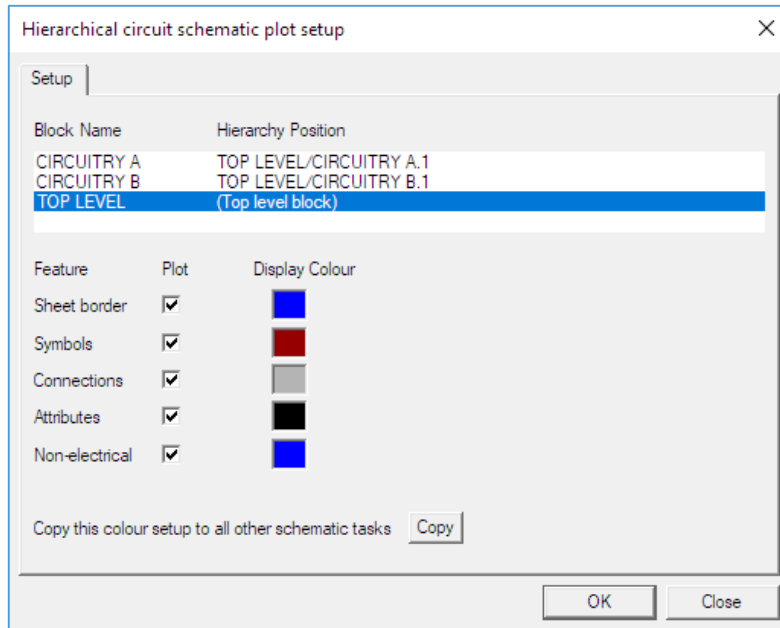 Hierarchical circuit schematic plot setup
Setup
Block Name Hierarchy Position
CIRCUITRY A TOP LEVEL/CIRCUITRY A.1
CIRCUITRY B TOP LEVEL/CIRCUITRY B.1
TOP LEVEL (Top level block)
Feature Plot Display Colour
Sheet border
Symbols
Connections
Attributes
Non-electrical
Copy this colour setup to all other schematic tasks Copy
OK Close